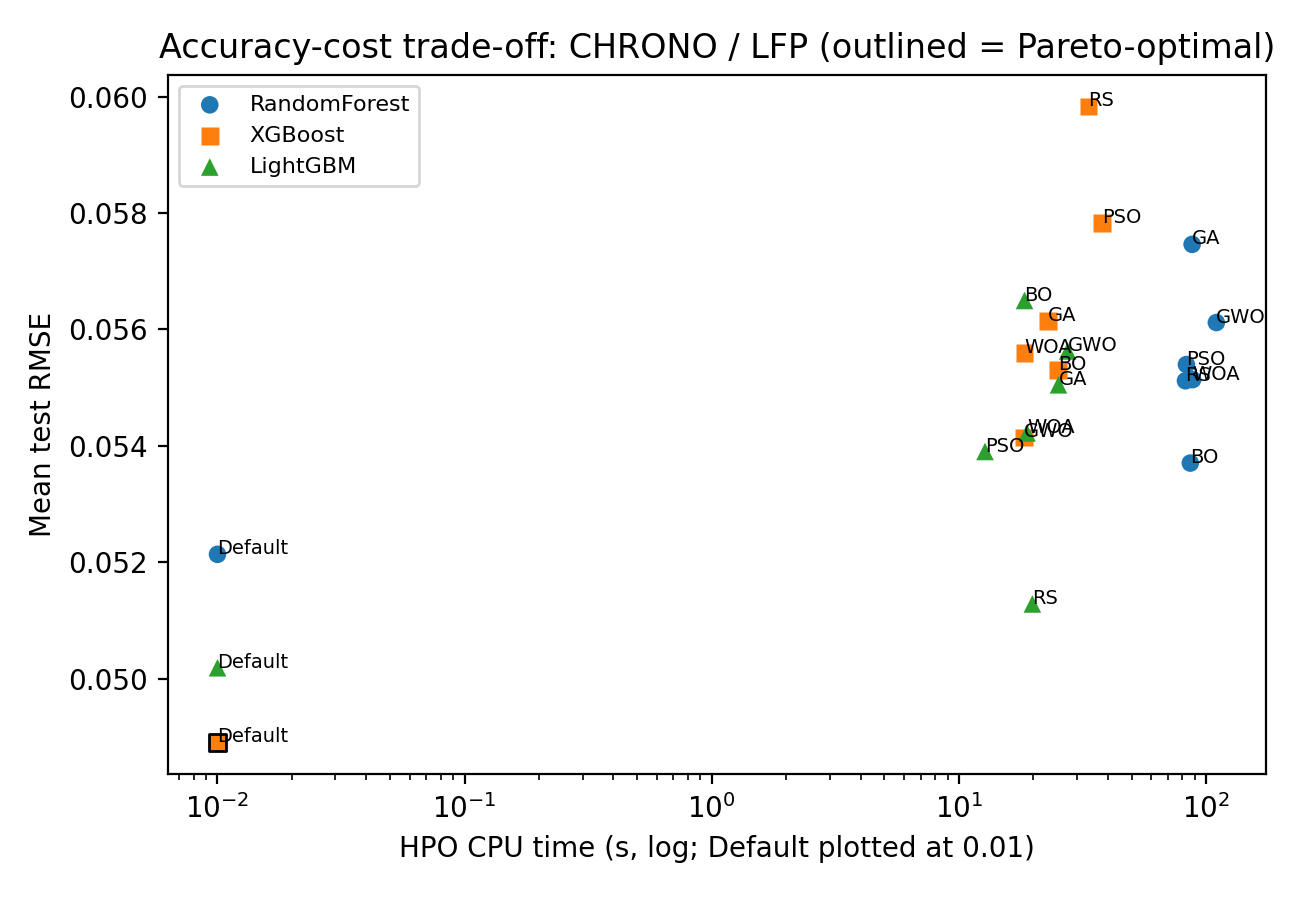 Accuracy-cost trade-off: CHRONO / LFP (outlined = Pareto-optimal)
RandomForest
XGBoost
LightGBM
Mean test RMSE
0.060
0.058
0.056
0.054
0.052
0.050
RS
PSO
GA
BO
GA
GWO
WOA
GWO
BO
GA
PSO
RS
WOA
WOA
GWO
PSO
BO
Default
RS
Default
Default
10⁻²
10⁻¹
10⁰
10¹
10²
HPO CPU time (s, log; Default plotted at 0.01)